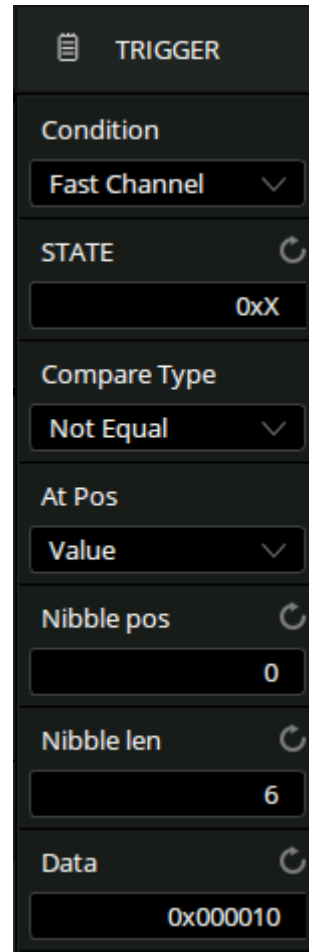 TRIGGER
Condition
Fast Channel
STATE
0xX
Compare Type
Not Equal
At Pos
Value
Nibble pos
0
Nibble len
6
Data
0x000010